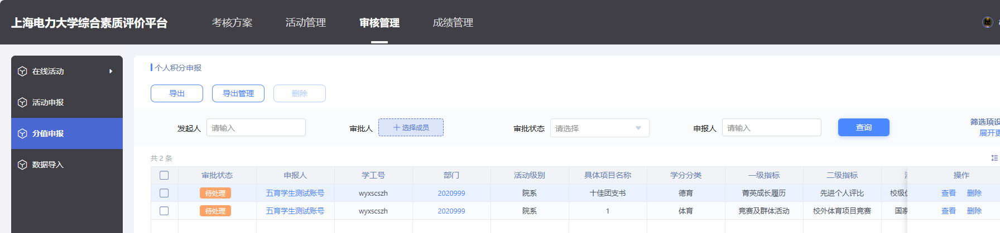 上海电力大学综合素质评价平台 考核方案 活动管理 审核管理 成绩管理
在线活动
活动申报
分值申报
数据导入
个人积分申报
导出 导出管理 删除
发起人 请输入 审批人 选择成员 审批状态 请选择 申报人 请输入 查询 筛选项设
展开更
共 2 条
审批状态 申报人 学工号 部门 活动级别 具体项目名称 学分分类 一级指标 二级指标 操作
待处理 五育学生测试账号 wyxscszh 2020999 院系 十佳团支书 德育 菁英成长履历 先进个人评比 校级 查看 删除
待处理 五育学生测试账号 wyxscszh 2020999 院系 1 体育 竞赛及群体活动 校外体育项目竞赛 国家 查看 删除